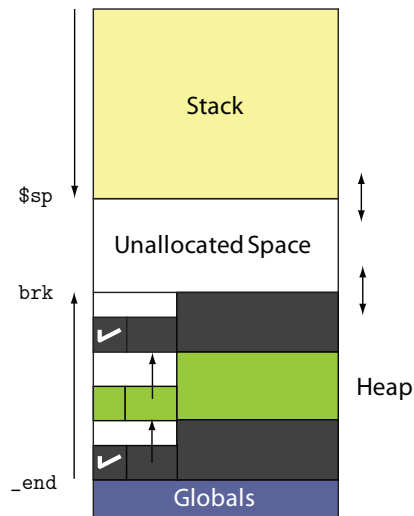 Stack
$sp
Unallocated Space
brk
Heap
_end
Globals